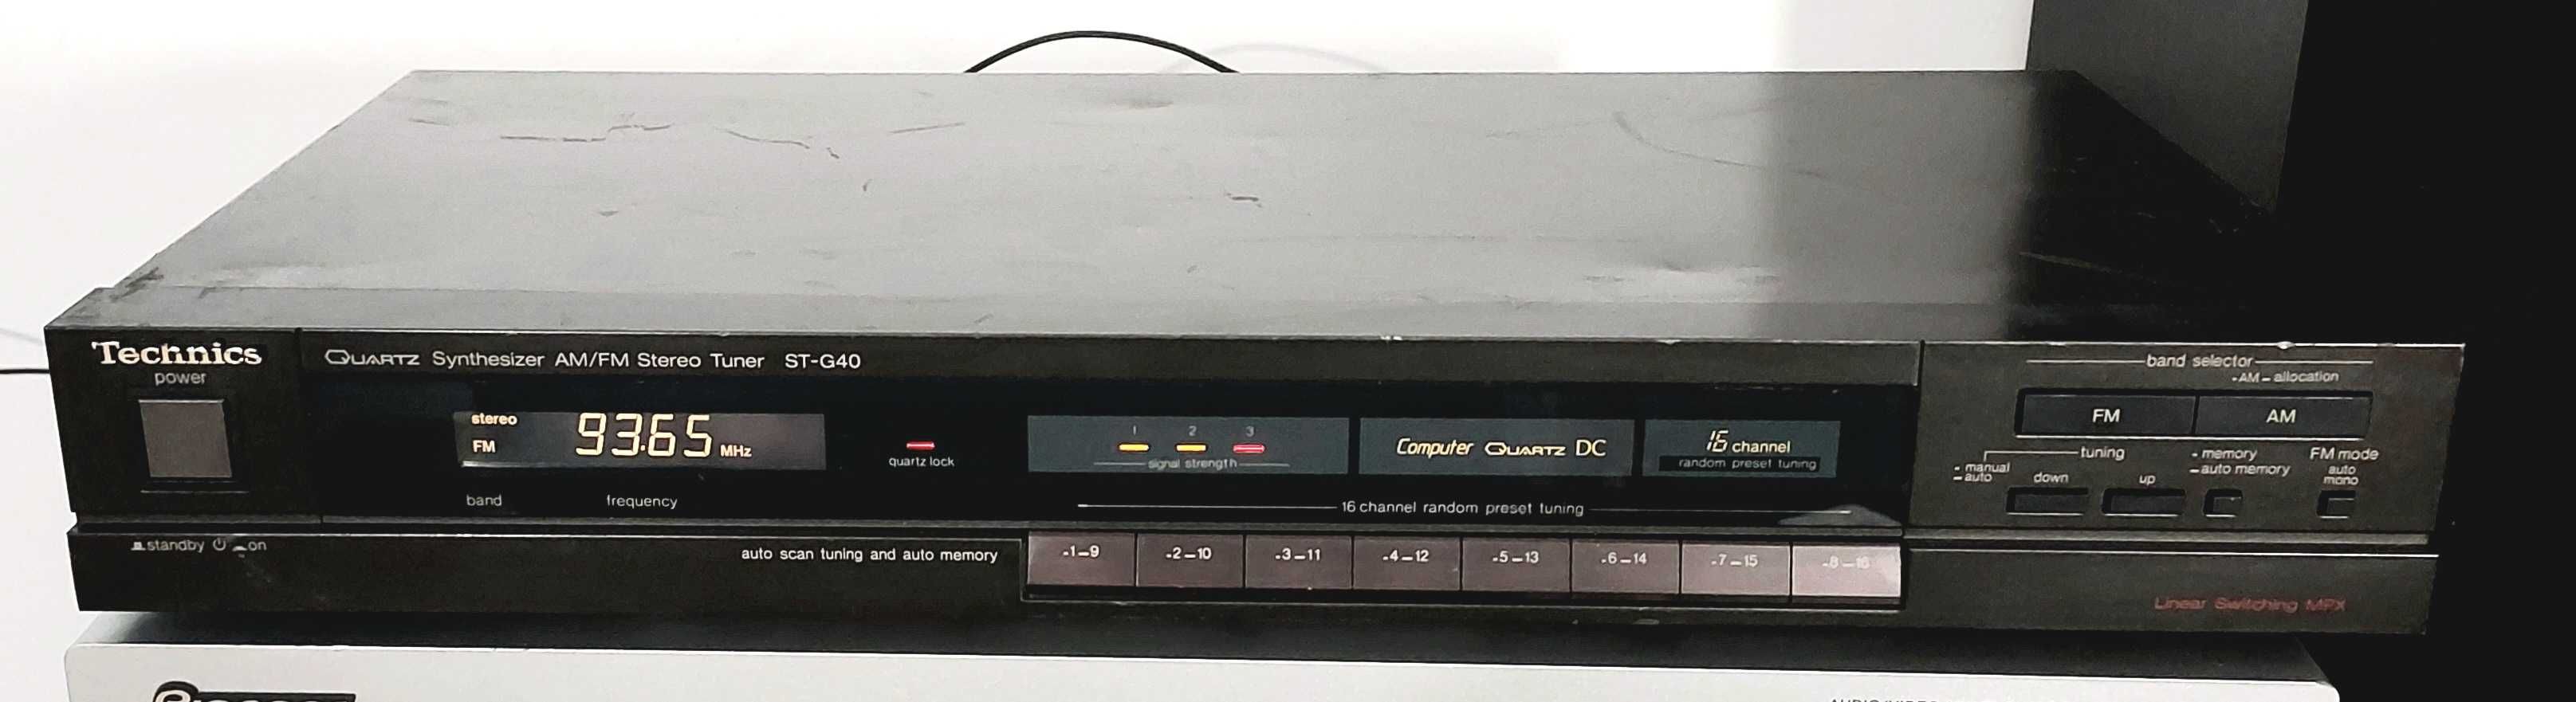 Technics
power
QUARTZ Synthesizer AM/FM Stereo Tuner ST-G40
stereo
FM 93.65 MHz
band frequency
quartz lock
1 2 3
signal strength
Computer QUARTZ DC
16 channel
random preset tuning
16 channel random preset tuning
band selector
-AM- allocation
FM AM
tuning
- manual
- auto
down up
- memory
- auto memory
FM mode
auto
mono
standby on
auto scan tuning and auto memory
-1-9 -2-10 -3-11 -4-12 -5-13 -6-14 -7-15 -8-16
Linear Switching MPX